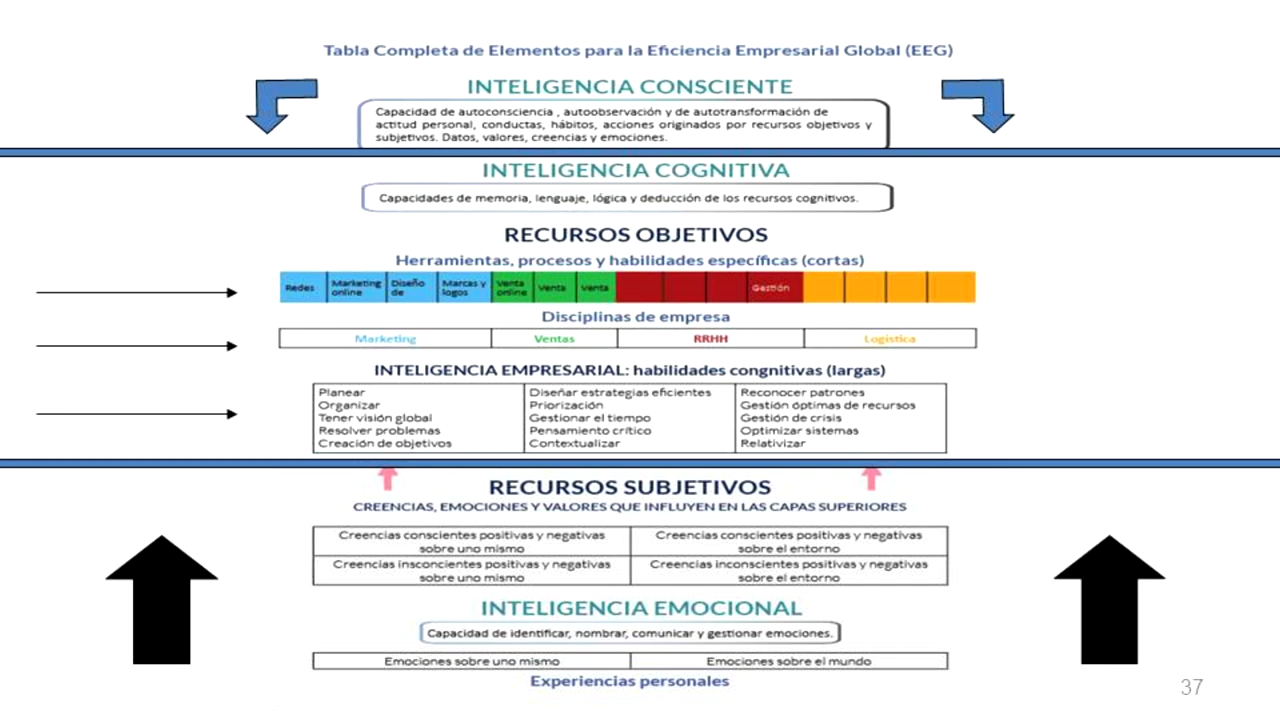 Tabla Completa de Elementos para la Eficiencia Empresarial Global (EEG)
INTELIGENCIA CONSCIENTE
Capacidad de autoconsciencia , autoobservación y de autotransformación de
actitud personal, conductas, hábitos, acciones originados por recursos objetivos y
subjetivos. Datos, valores, creencias y emociones.
INTELIGENCIA COGNITIVA
Capacidades de memoria, lenguaje, lógica y deducción de los recursos cognitivos.
RECURSOS OBJETIVOS
Herramientas, procesos y habilidades específicas (cortas)
Redes
Marketing
online
Diseño
de
Marcas y
logos
Venta
online
Venta
Venta
Gestión
Disciplinas de empresa
Marketing
Ventas
RRHH
Logística
INTELIGENCIA EMPRESARIAL: habilidades congnitivas (largas)
Planear
Organizar
Tener visión global
Resolver problemas
Creación de objetivos
Diseñar estrategias eficientes
Priorización
Gestionar el tiempo
Pensamiento crítico
Contextualizar
Reconocer patrones
Gestión óptimas de recursos
Gestión de crisis
Optimizar sistemas
Relativizar
RECURSOS SUBJETIVOS
CREENCIAS, EMOCIONES Y VALORES QUE INFLUYEN EN LAS CAPAS SUPERIORES
Creencias conscientes positivas y negativas
sobre uno mismo
Creencias conscientes positivas y negativas
sobre el entorno
Creencias insconcientes positivas y negativas
sobre uno mismo
Creencias inconscientes positivas y negativas
sobre el entorno
INTELIGENCIA EMOCIONAL
Capacidad de identificar, nombrar, comunicar y gestionar emociones.
Emociones sobre uno mismo
Emociones sobre el mundo
Experiencias personales
37